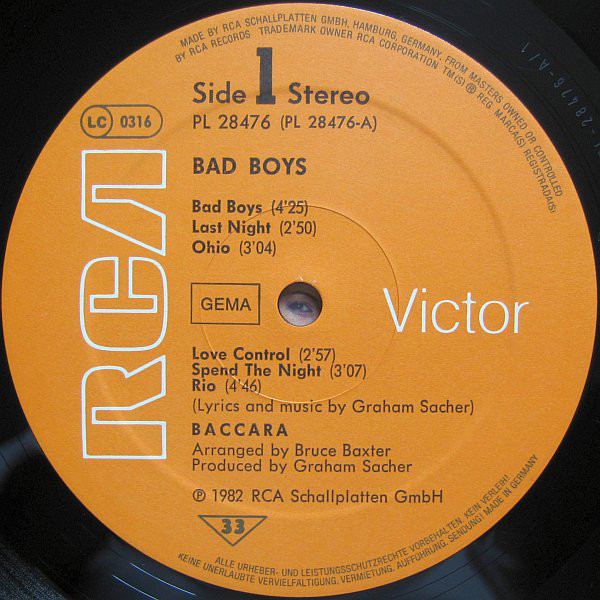 MADE BY RCA SCHALLPLATTEN GMBH, HAMBURG, GERMANY, FROM MASTERS OWNED OR CONTROLLED
BY RCA RECORDS TRADEMARK OWNER RCA CORPORATION TM(S) ® REG. MARCA(S) REGISTRADA(S)
28476-A/1
Side 1 Stereo
LC 0316
PL 28476 (PL 28476-A)
BAD BOYS
Bad Boys (4'25)
Last Night (2'50)
Ohio (3'04)
RCA
GEMA
Victor
Love Control (2'57)
Spend The Night (3'07)
Rio (4'46)
(Lyrics and music by Graham Sacher)
BACCARA
Arranged by Bruce Baxter
Produced by Graham Sacher
℗ 1982 RCA Schallplatten GmbH
33
ALLE URHEBER- UND LEISTUNGSSCHUTZRECHTE VORBEHALTEN. KEIN VERLEIH!
KEINE UNERLAUBTE VERVIELFÄLTIGUNG, VERMIETUNG, AUFFÜHRUNG, SENDUNG! MADE IN GERMANY